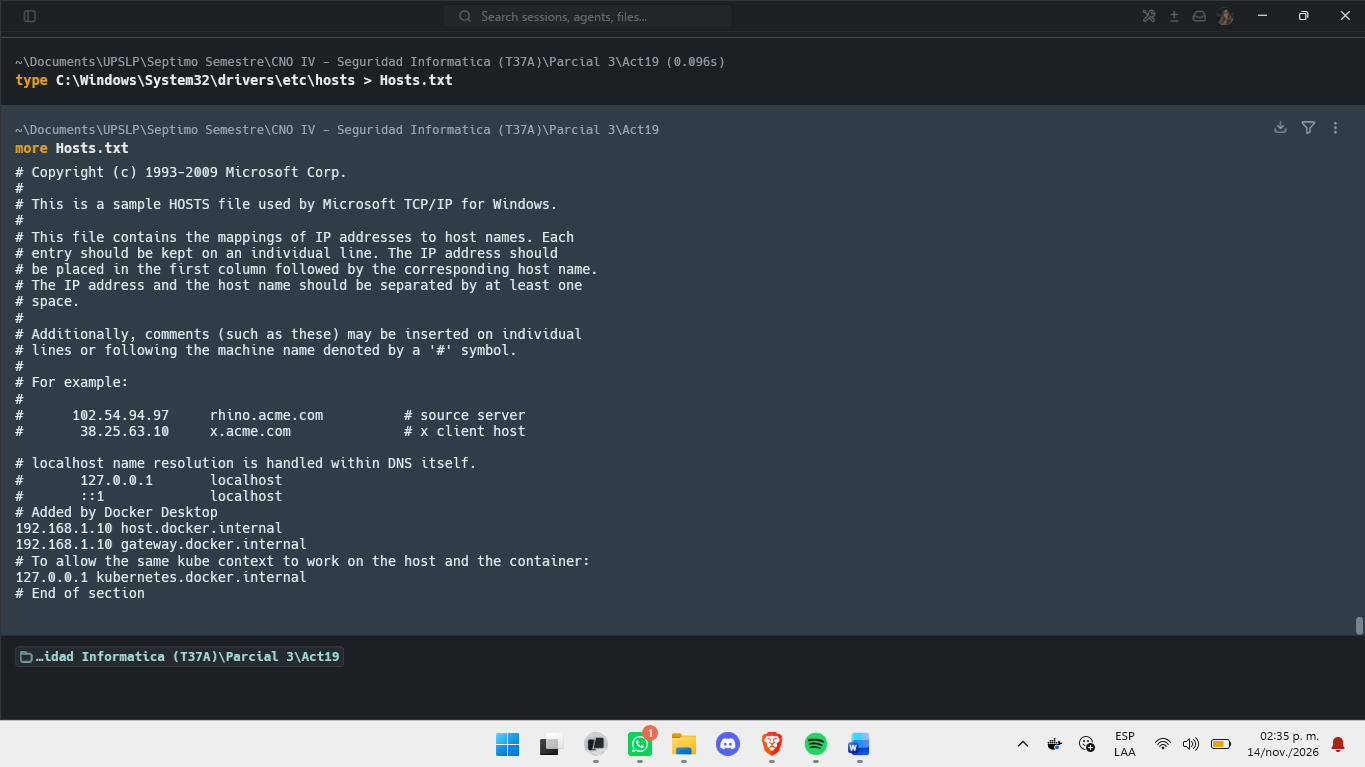 Search sessions, agents, files...
~\Documents\UPSLP\Septimo Semestre\CNO IV - Seguridad Informatica (T37A)\Parcial 3\Act19 (0.096s)
type C:\Windows\System32\drivers\etc\hosts > Hosts.txt
~\Documents\UPSLP\Septimo Semestre\CNO IV - Seguridad Informatica (T37A)\Parcial 3\Act19
more Hosts.txt
# Copyright (c) 1993-2009 Microsoft Corp.
#
# This is a sample HOSTS file used by Microsoft TCP/IP for Windows.
#
# This file contains the mappings of IP addresses to host names. Each
# entry should be kept on an individual line. The IP address should
# be placed in the first column followed by the corresponding host name.
# The IP address and the host name should be separated by at least one
# space.
#
# Additionally, comments (such as these) may be inserted on individual
# lines or following the machine name denoted by a '#' symbol.
#
# For example:
#
#      102.54.94.97     rhino.acme.com          # source server
#       38.25.63.10     x.acme.com              # x client host

# localhost name resolution is handled within DNS itself.
#       127.0.0.1       localhost
#       ::1             localhost
# Added by Docker Desktop
192.168.1.10 host.docker.internal
192.168.1.10 gateway.docker.internal
# To allow the same kube context to work on the host and the container:
127.0.0.1 kubernetes.docker.internal
# End of section
…idad Informatica (T37A)\Parcial 3\Act19
1
W
ESP
LAA
02:35 p. m.
14/nov./2026